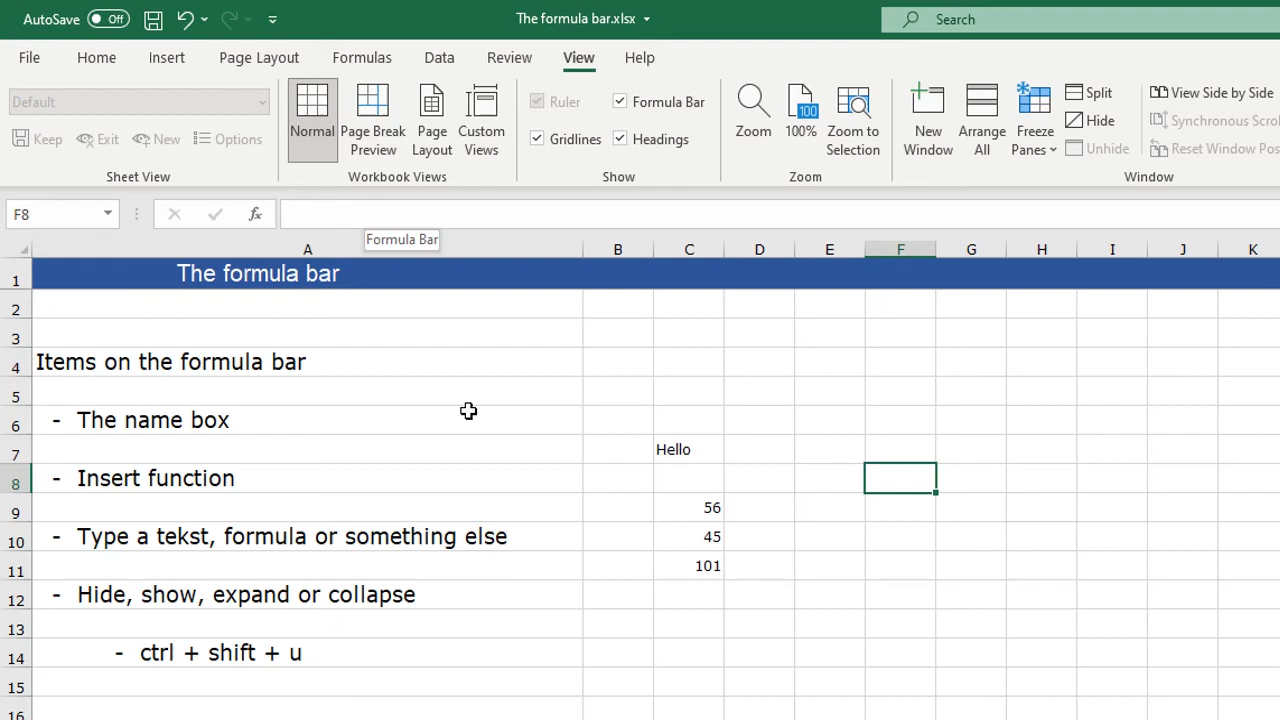 AutoSave Off The formula bar.xlsx Search
File Home Insert Page Layout Formulas Data Review View Help
Default
Keep Exit New Options
Sheet View
Normal
Page Break
Preview
Page
Layout
Custom
Views
Workbook Views
Ruler Formula Bar
Gridlines Headings
Show
Zoom
100
100%
Zoom to
Selection
Zoom
New
Window
Arrange
All
Freeze
Panes
Split
Hide
Unhide
View Side by Side
Synchronous Scrol
Reset Window Pos
Window
F8 fx
Formula Bar
A B C D E F G H I J K
1 The formula bar
2
3
4 Items on the formula bar
5
6 - The name box
7 Hello
8 - Insert function
9 56
10 - Type a tekst, formula or something else 45
11 101
12 - Hide, show, expand or collapse
13
14 - ctrl + shift + u
15
16